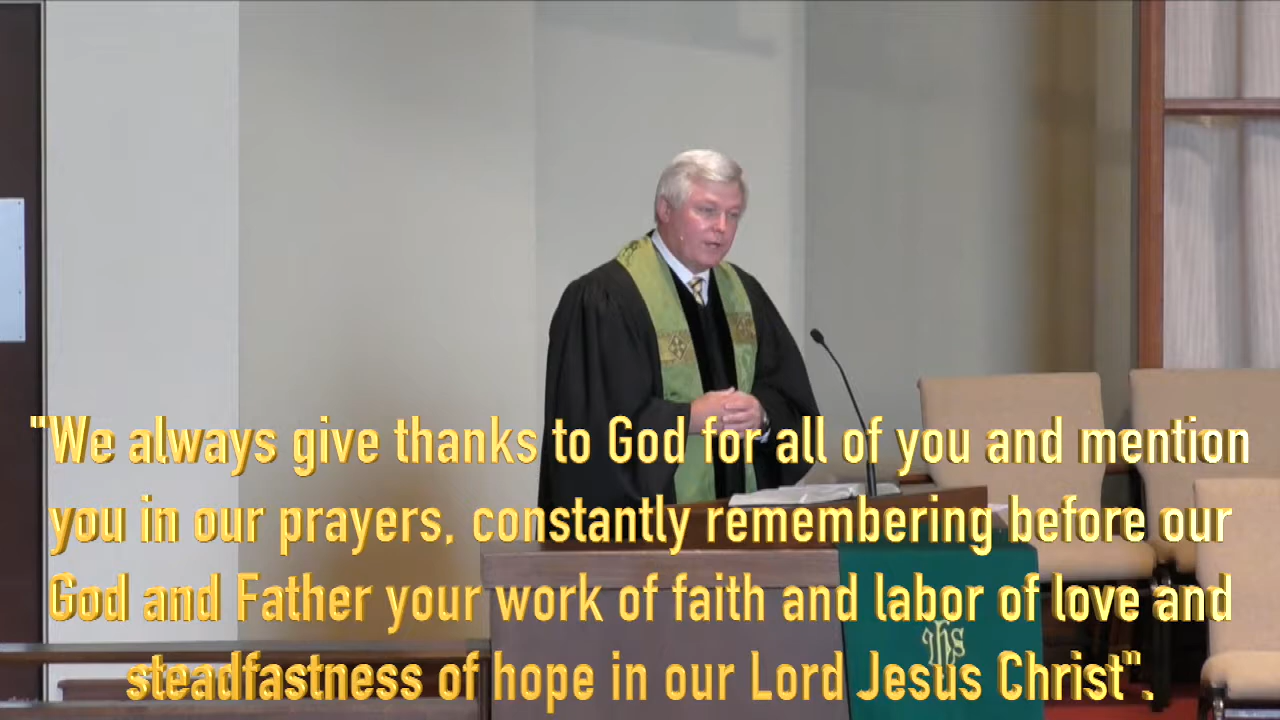 "We always give thanks to God for all of you and mention
you in our prayers, constantly remembering before our
God and Father your work of faith and labor of love and
steadfastness of hope in our Lord Jesus Christ".
ihs